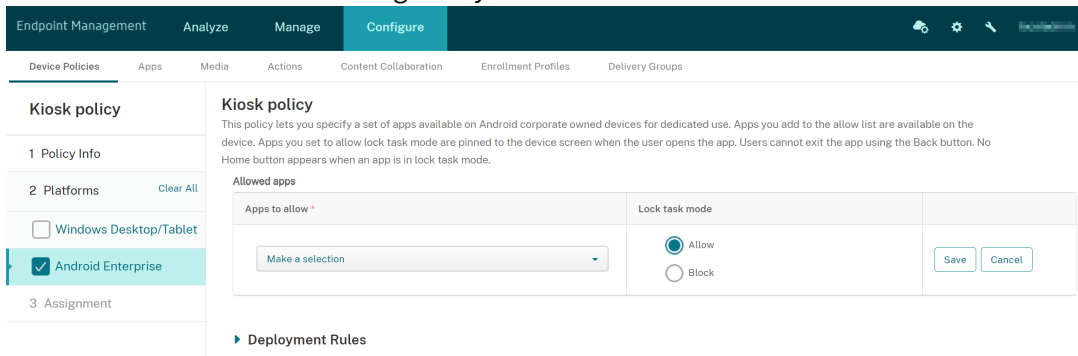 Endpoint Management Analyze Manage Configure
Device Policies Apps Media Actions Content Collaboration Enrollment Profiles Delivery Groups
Kiosk policy
1 Policy Info
2 Platforms Clear All
Windows Desktop/Tablet
Android Enterprise
3 Assignment
Kiosk policy
This policy lets you specify a set of apps available on Android corporate owned devices for dedicated use. Apps you add to the allow list are available on the
device. Apps you set to allow lock task mode are pinned to the device screen when the user opens the app. Users cannot exit the app using the Back button. No
Home button appears when an app is in lock task mode.
Allowed apps
Apps to allow * Lock task mode
Make a selection Allow
Block
Save Cancel
Deployment Rules